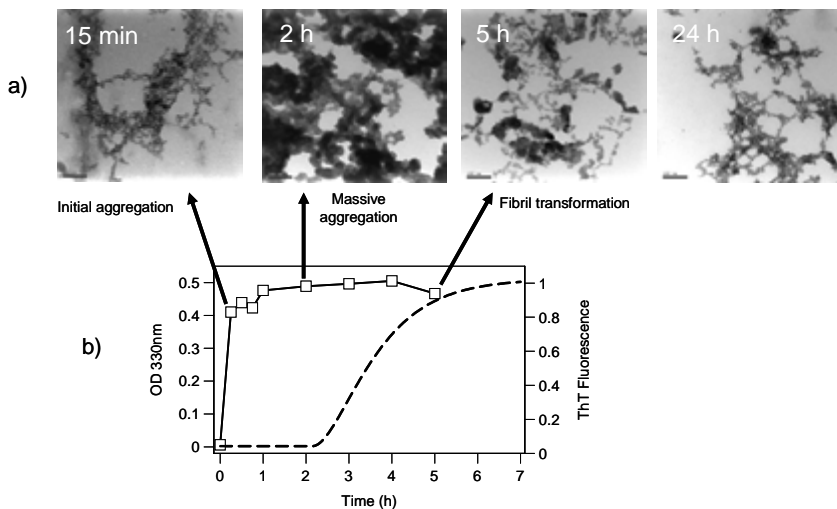 15 min
2 h
5 h
24 h
a)
Initial aggregation
Massive
aggregation
Fibril transformation
b)
OD 330nm
0.5
0.4
0.3
0.2
0.1
0
1
0.8
0.6
0.4
0.2
0
ThT Fluorescence
0 1 2 3 4 5 6 7
Time (h)